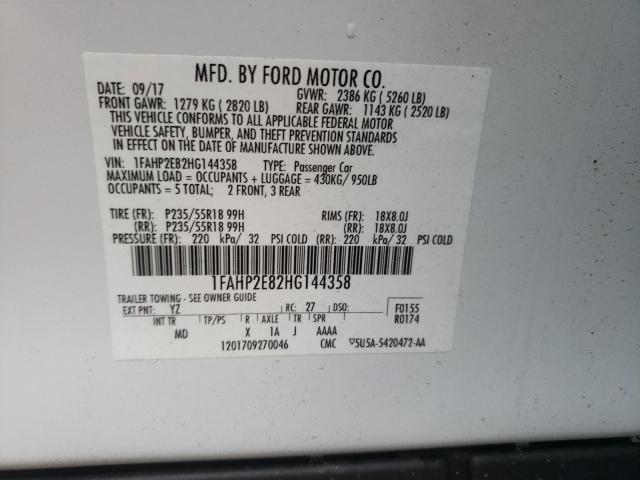 MFD. BY FORD MOTOR CO.
DATE: 09/17 GVWR: 2386 KG ( 5260 LB)
FRONT GAWR: 1279 KG ( 2820 LB) REAR GAWR: 1143 KG ( 2520 LB)
THIS VEHICLE CONFORMS TO ALL APPLICABLE FEDERAL MOTOR
VEHICLE SAFETY, BUMPER, AND THEFT PREVENTION STANDARDS
IN EFFECT ON THE DATE OF MANUFACTURE SHOWN ABOVE.
VIN: 1FAHP2E82HG144358 TYPE: Passenger Car
MAXIMUM LOAD = OCCUPANTS + LUGGAGE = 430KG/ 950LB
OCCUPANTS = 5 TOTAL; 2 FRONT, 3 REAR
TIRE (FR): P235/55R18 99H RIMS (FR): 18X8.0J
(RR): P235/55R18 99H (RR): 18X8.0J
PRESSURE (FR): 220 kPa/ 32 PSI COLD (RR): 220 kPa/ 32 PSI COLD
1FAHP2E82HG144358
TRAILER TOWING - SEE OWNER GUIDE
EXT PNT: YZ RC: 27 DSO: F0155
INT TR TP/PS R AXLE TR SPR R0174
MD X 1A J AAAA
1201709270046 CMC ▽5U5A-5420472-AA